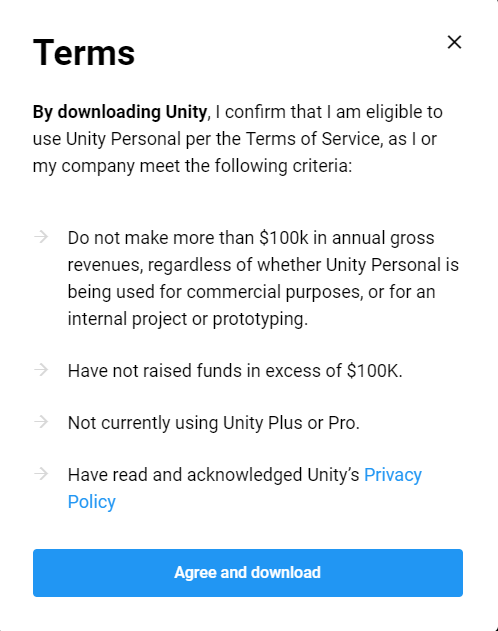 Terms
By downloading Unity, I confirm that I am eligible to
use Unity Personal per the Terms of Service, as I or
my company meet the following criteria:
Do not make more than $100k in annual gross
revenues, regardless of whether Unity Personal is
being used for commercial purposes, or for an
internal project or prototyping.
Have not raised funds in excess of $100K.
Not currently using Unity Plus or Pro.
Have read and acknowledged Unity’s Privacy
Policy
Agree and download